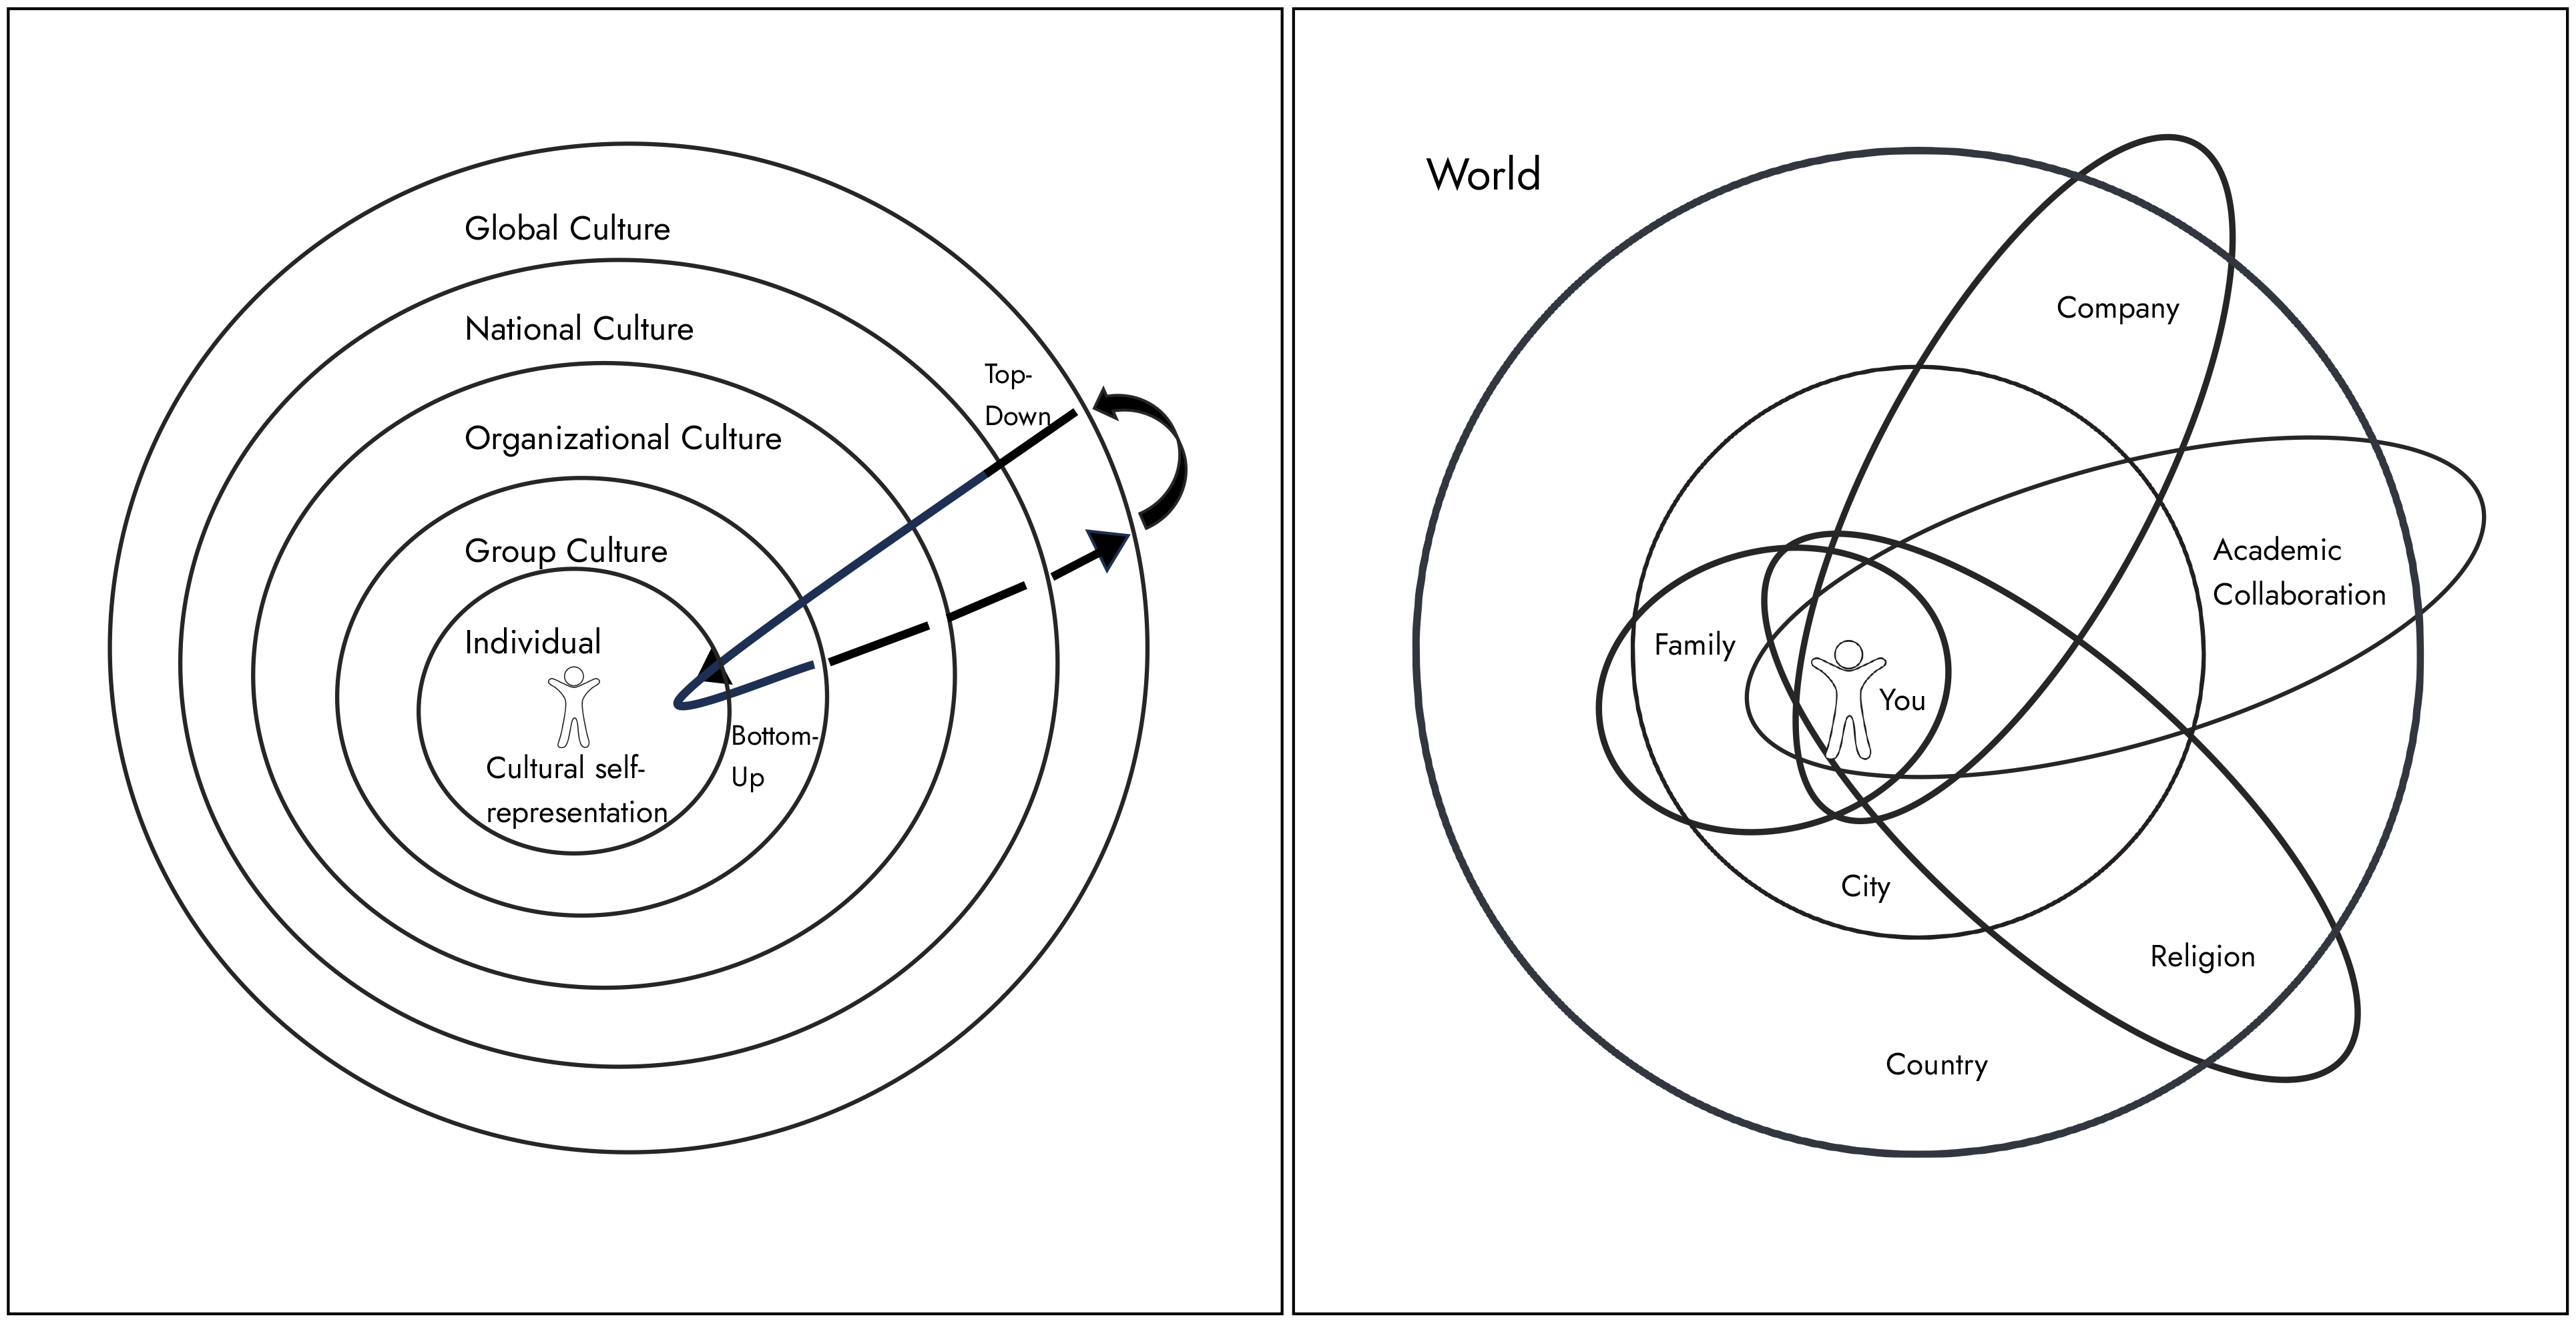 Global Culture
National Culture
Top-
Down
Organizational Culture
Group Culture
Individual
Bottom-
Up
Cultural self-
representation
World
Company
Academic
Collaboration
Family
You
City
Religion
Country